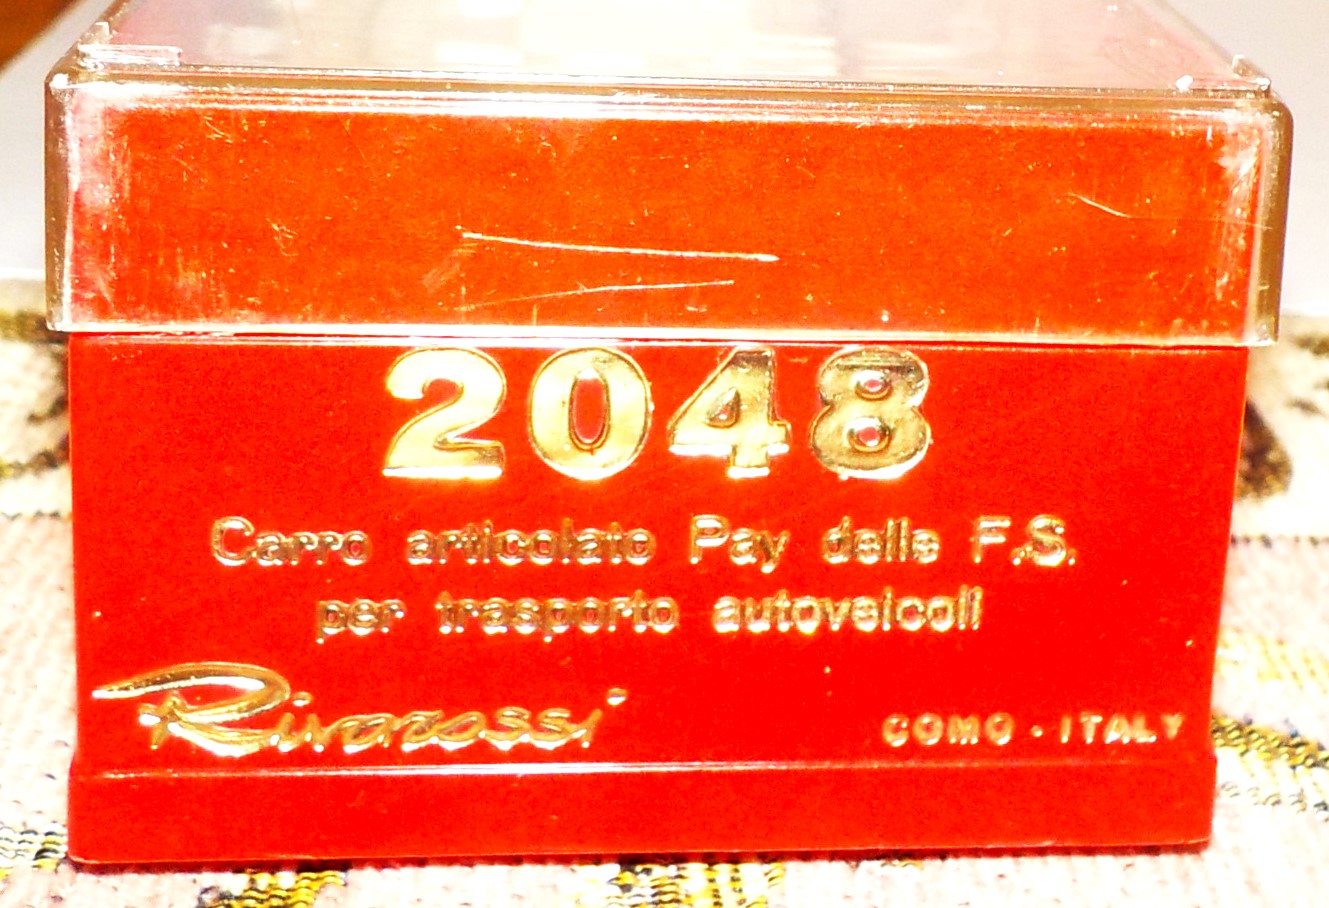 2048
Carro articolato Pay delle F.S.
per trasporto autoveicoli
Rivarossi
COMO - ITALY